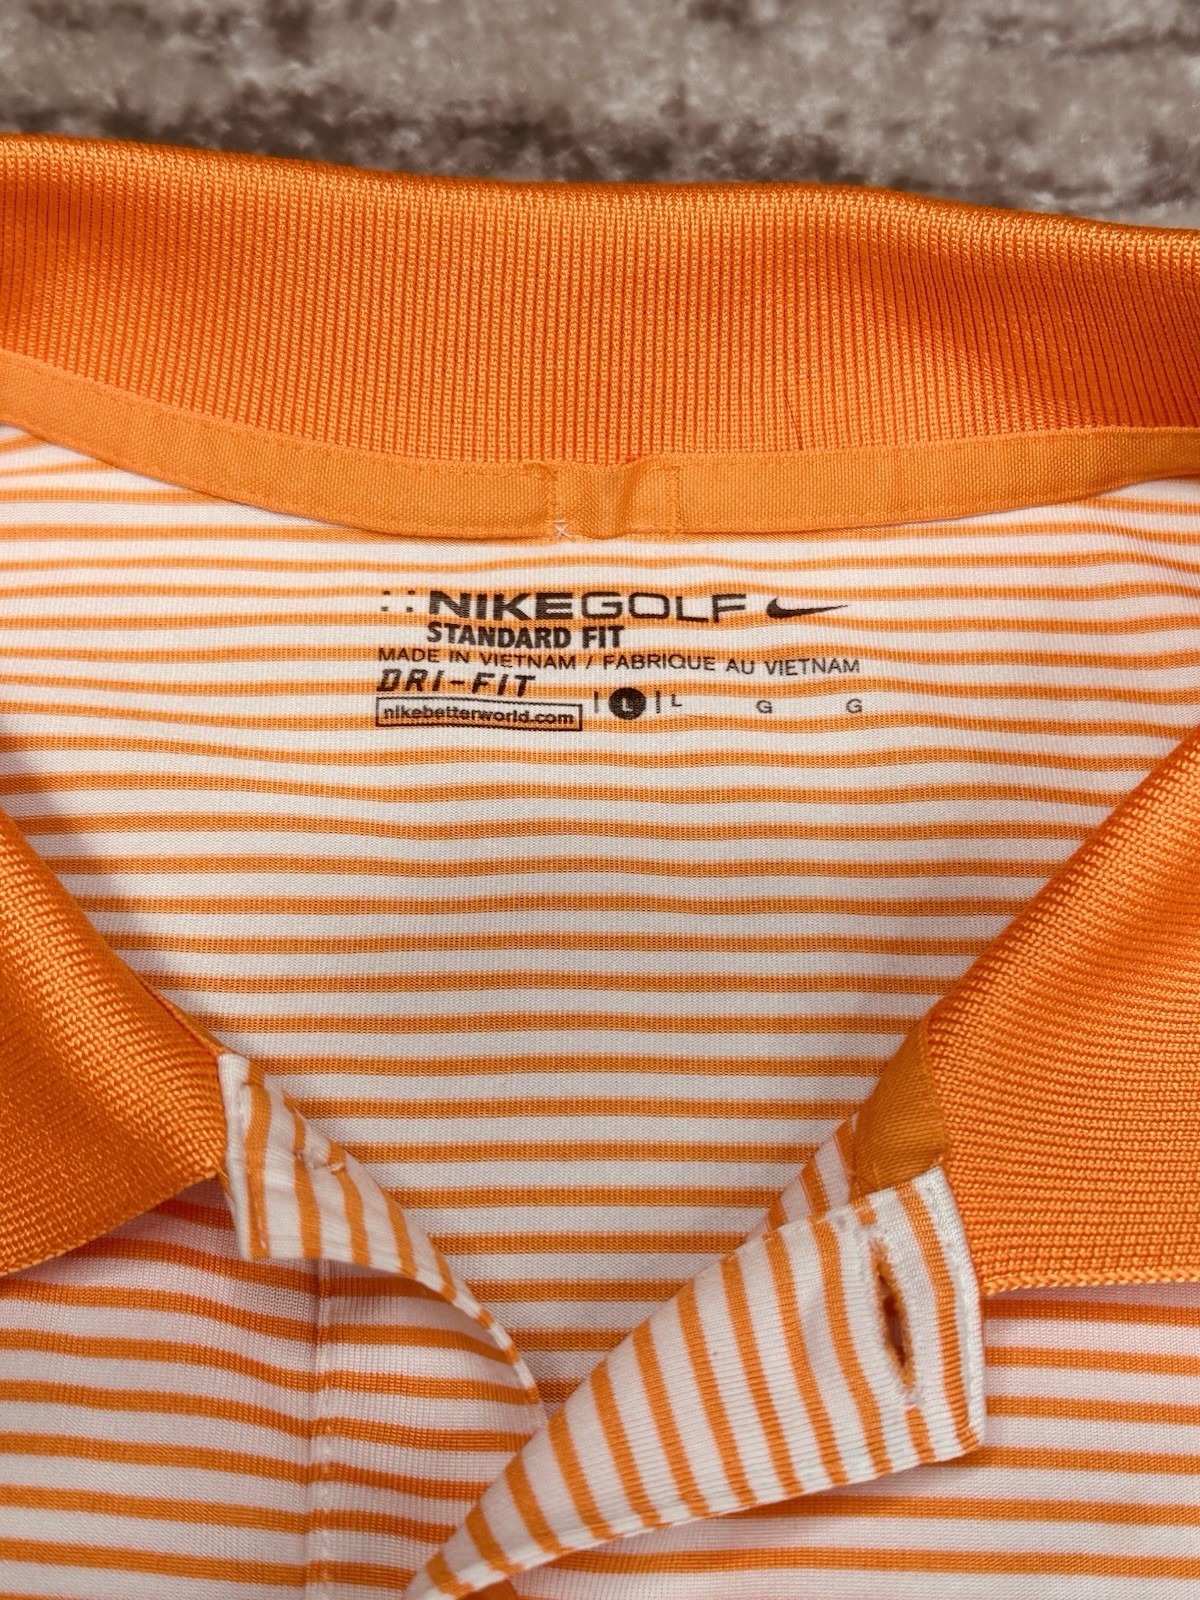 NIKEGOLF
STANDARD FIT
MADE IN VIETNAM / FABRIQUE AU VIETNAM
DRI-FIT
nikebetterworld.com | L | L G G